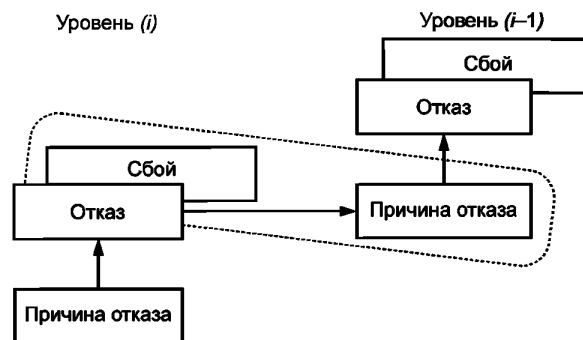 Уровень (i)
Уровень (i–1)
Сбой
Отказ
Сбой
Отказ
Причина отказа
Причина отказа